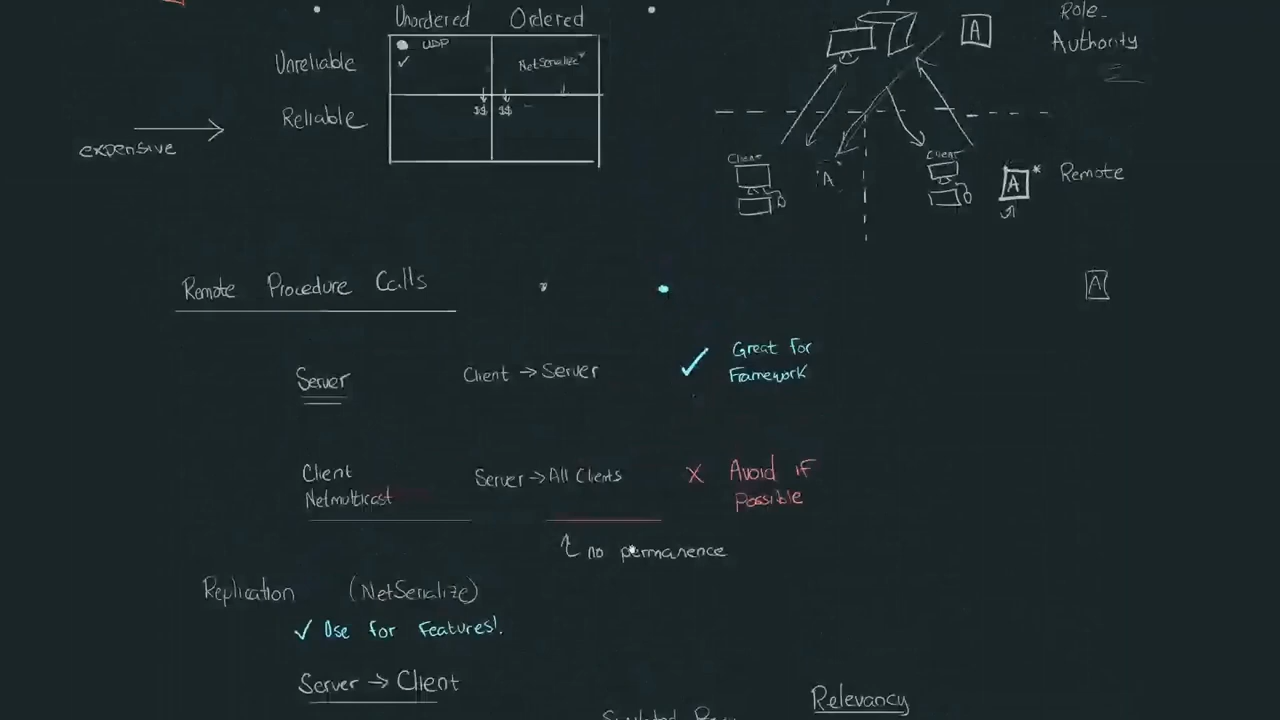 Unordered Ordered
Unreliable
UDP
NetSerialize*
Reliable
$$ $$
expensive
A
Role_
Authority
Client
"A"
Client
A *
Remote
Remote Procedure Calls
A
Server
Client → Server
✓ Great for
Framework
Client
Netmulticast
Server → All Clients
X Avoid if
possible
no permanence
Replication (NetSerialize)
✓ Use for Features!
Server → Client
Relevancy